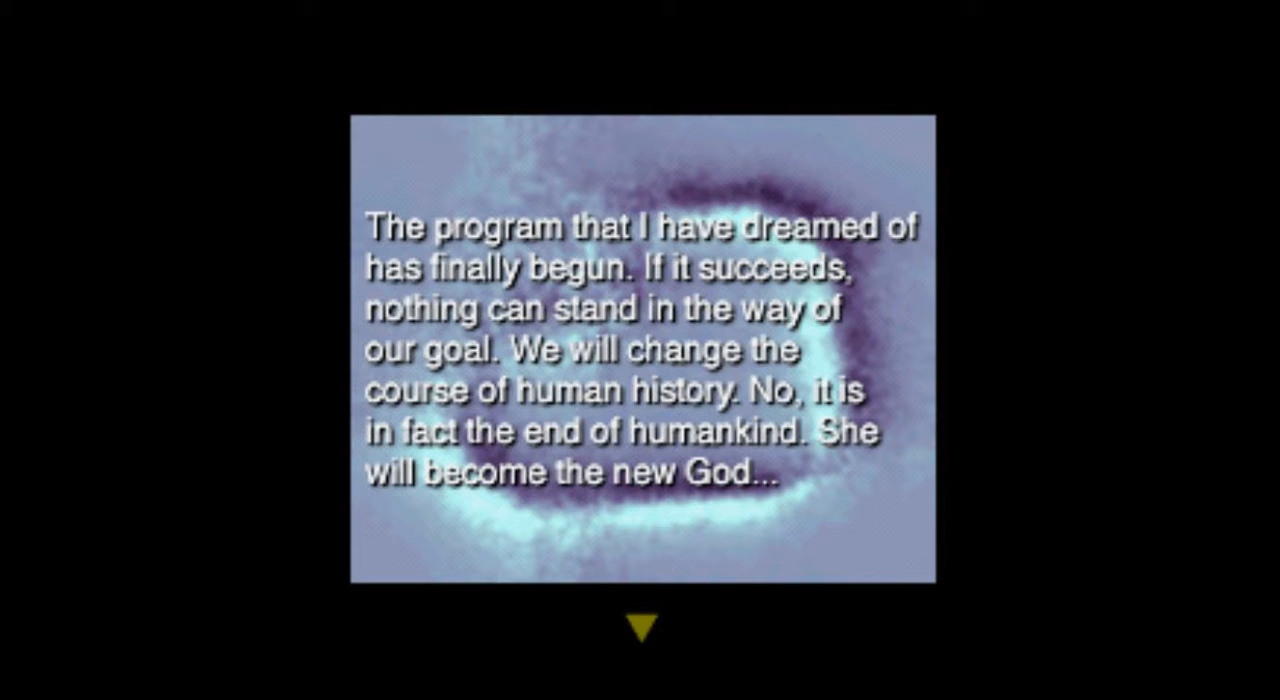 The program that I have dreamed of
has finally begun. If it succeeds,
nothing can stand in the way of
our goal. We will change the
course of human history. No, it is
in fact the end of humankind. She
will become the new God...